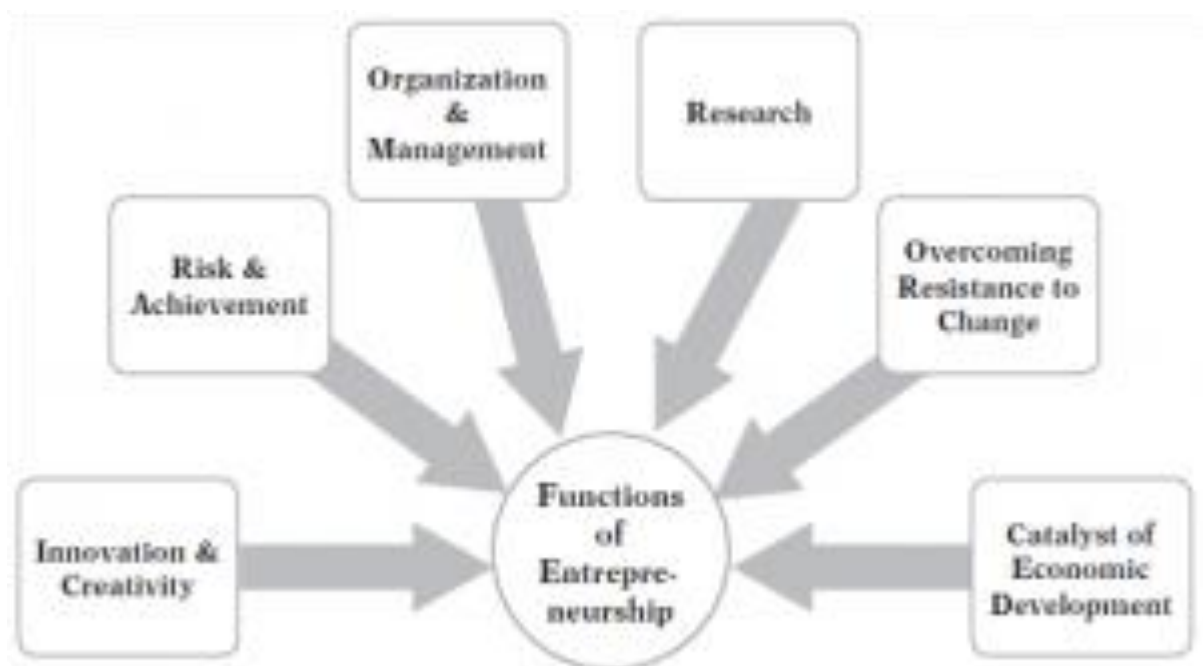 Organization
&
Management
Research
Risk &
Achievement
Overcoming
Resistance to
Change
Innovation &
Creativity
Functions
of
Entrepre-
neurship
Catalyst of
Economic
Development